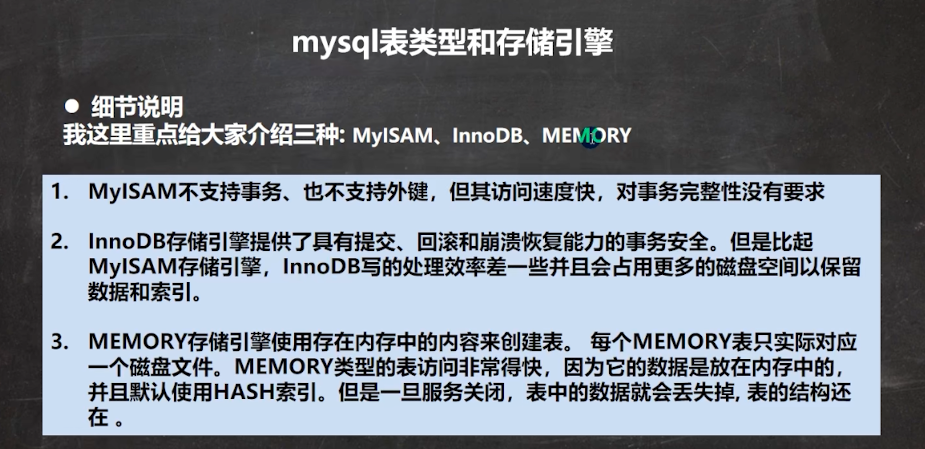 mysql表类型和存储引擎
● 细节说明
我这里重点给大家介绍三种: MyISAM、InnoDB、MEMORY
1. MyISAM不支持事务、也不支持外键，但其访问速度快，对事务完整性没有要求
2. InnoDB存储引擎提供了具有提交、回滚和崩溃恢复能力的事务安全。但是比起
MyISAM存储引擎，InnoDB写的处理效率差一些并且会占用更多的磁盘空间以保留
数据和索引。
3. MEMORY存储引擎使用存在内存中的内容来创建表。 每个MEMORY表只实际对应
一个磁盘文件。MEMORY类型的表访问非常得快，因为它的数据是放在内存中的，
并且默认使用HASH索引。但是一旦服务关闭，表中的数据就会丢失掉, 表的结构还
在 。